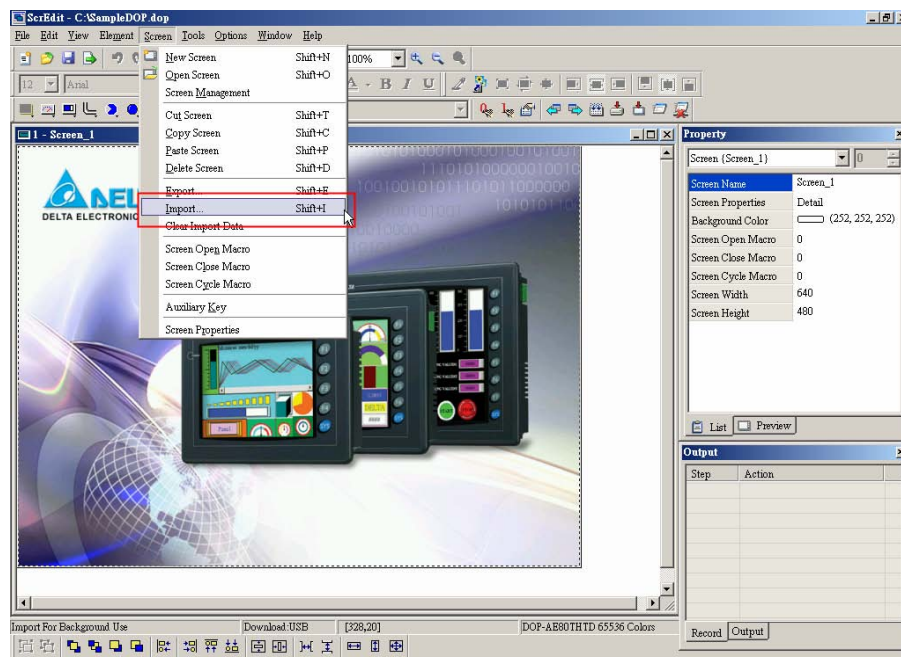 ScrEdit - C:\SampleDOP.dop
File Edit View Element Screen Tools Options Window Help
New Screen Shift+N
Open Screen Shift+O
Screen Management
Cut Screen Shift+T
Copy Screen Shift+C
Paste Screen Shift+P
Delete Screen Shift+D
Export... Shift+E
Import... Shift+I
Clear Import Data
Screen Open Macro
Screen Close Macro
Screen Cycle Macro
Auxiliary Key
Screen Properties
100%
12 Arial
A B I U
1 - Screen_1
DELTA ELECTRONIC
DELTA
Property
Screen {Screen_1} 0
Screen Name Screen_1
Screen Properties Detail
Background Color (252, 252, 252)
Screen Open Macro 0
Screen Close Macro 0
Screen Cycle Macro 0
Screen Width 640
Screen Height 480
List Preview
Output
Step Action
Record Output
Import For Background Use Download:USB [328,20] DOP-AE80THTD 65536 Colors